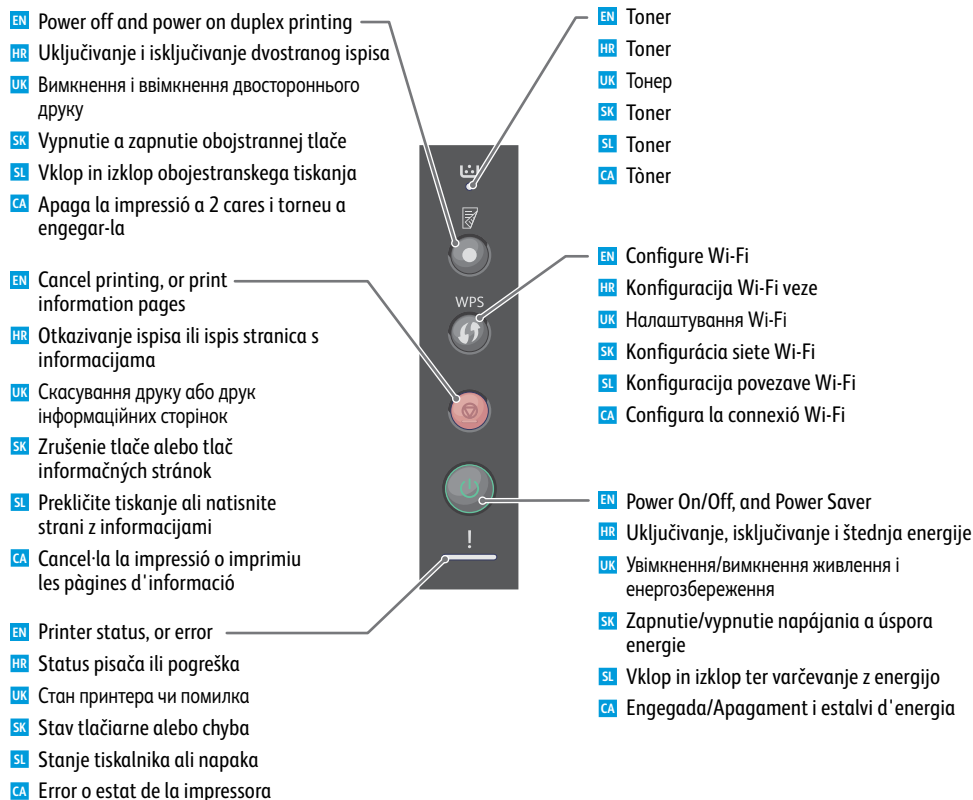 EN Power off and power on duplex printing
HR Uključivanje i isključivanje dvostranog ispisa
UK Вимкнення і ввімкнення двостороннього
друку
SK Vypnutie a zapnutie obojstrannej tlače
SL Vklop in izklop obojestranskega tiskanja
CA Apaga la impressió a 2 cares i torneu a
engegar-la
EN Cancel printing, or print
information pages
HR Otkazivanje ispisa ili ispis stranica s
informacijama
UK Скасування друку або друк
інформаційних сторінок
SK Zrušenie tlače alebo tlač
informačných stránok
SL Prekličite tiskanje ali natisnite
strani z informacijami
CA Cancel·la la impressió o imprimiu
les pàgines d'informació
EN Printer status, or error
HR Status pisača ili pogreška
UK Стан принтера чи помилка
SK Stav tlačiarne alebo chyba
SL Stanje tiskalnika ali napaka
CA Error o estat de la impressora
WPS
!
EN Toner
HR Toner
UK Тонер
SK Toner
SL Toner
CA Tòner
EN Configure Wi-Fi
HR Konfiguracija Wi-Fi veze
UK Налаштування Wi-Fi
SK Konfigurácia siete Wi-Fi
SL Konfiguracija povezave Wi-Fi
CA Configura la connexió Wi-Fi
EN Power On/Off, and Power Saver
HR Uključivanje, isključivanje i štednja energije
UK Увімкнення/вимкнення живлення і
енергозбереження
SK Zapnutie/vypnutie napájania a úspora
energie
SL Vklop in izklop ter varčevanje z energijo
CA Engegada/Apagament i estalvi d'energia